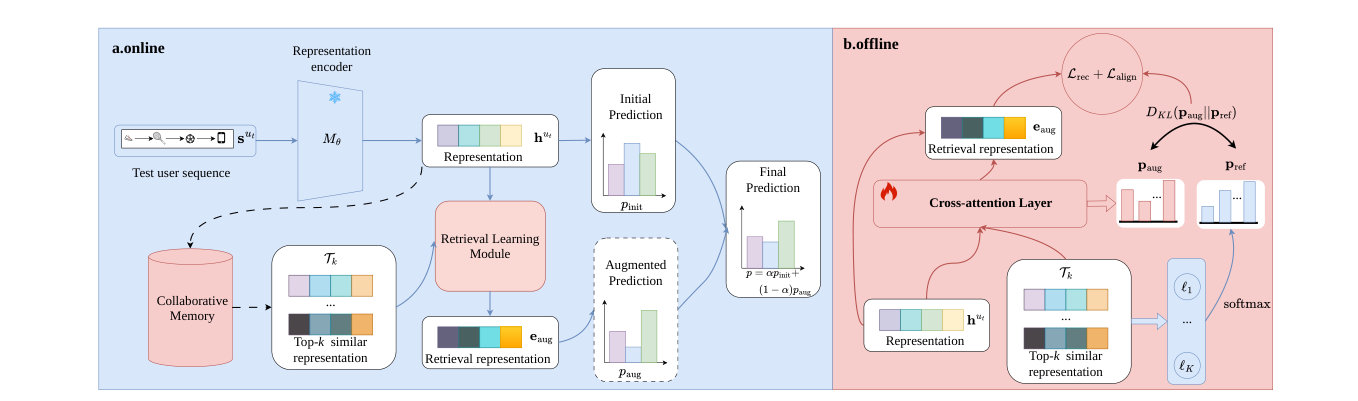 a.online
Representation
encoder
M_θ
s^{u_t}
Test user sequence
h^{u_t}
Representation
Initial
Prediction
p_init
Retrieval Learning
Module
Collaborative
Memory
𝒯_k
...
Top-k similar
representation
e_aug
Retrieval representation
Augmented
Prediction
p_aug
Final
Prediction
p = αp_init+
(1 − α)p_aug
b.offline
ℒ_rec + ℒ_align
D_KL(p_aug||p_ref)
e_aug
Retrieval representation
p_aug
...
p_ref
...
Cross-attention Layer
h^{u_t}
Representation
𝒯_k
...
Top-k similar
representation
ℓ_1
...
ℓ_K
softmax